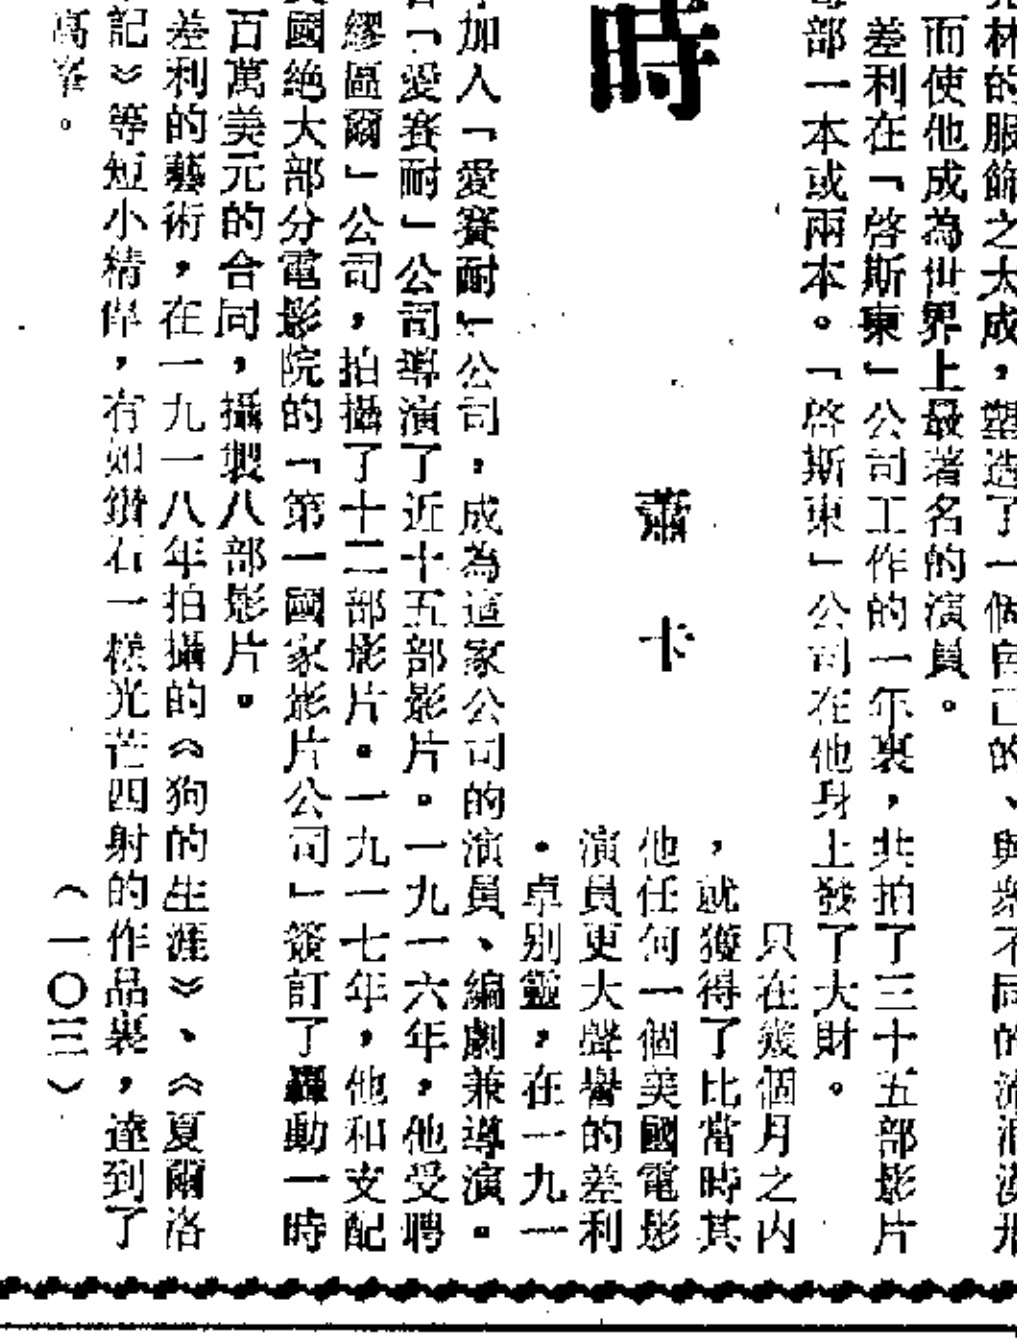 林的服飾之大成，塑造了一個自己的、與眾不同的流浪漢形
而使他成為世界上最著名的演員。
差利在「啓斯東」公司工作的一年裏，共拍了三十五部影片
部一本或兩本。「啓斯東」公司在他身上發了大財。
只在幾個月之內
，就獲得了比當時其
他任何一個美國電影
演員更大聲譽的差利
・卓別靈，在一九一
時
蕭卡
加入「愛賽耐」公司，成為這家公司的演員、編劇兼導演。
「愛賽耐」公司導演了近十五部影片。一九一六年，他受聘
繆區爾」公司，拍攝了十二部影片。一九一七年，他和支配
國絕大部分電影院的「第一國家影片公司」簽訂了轟動一時
百萬美元的合同，攝製八部影片。
差利的藝術，在一九一八年拍攝的《狗的生涯》、《夏爾洛
記》等短小精悍，有如鑽石一樣光芒四射的作品裏，達到了
高峯。
（一〇三）